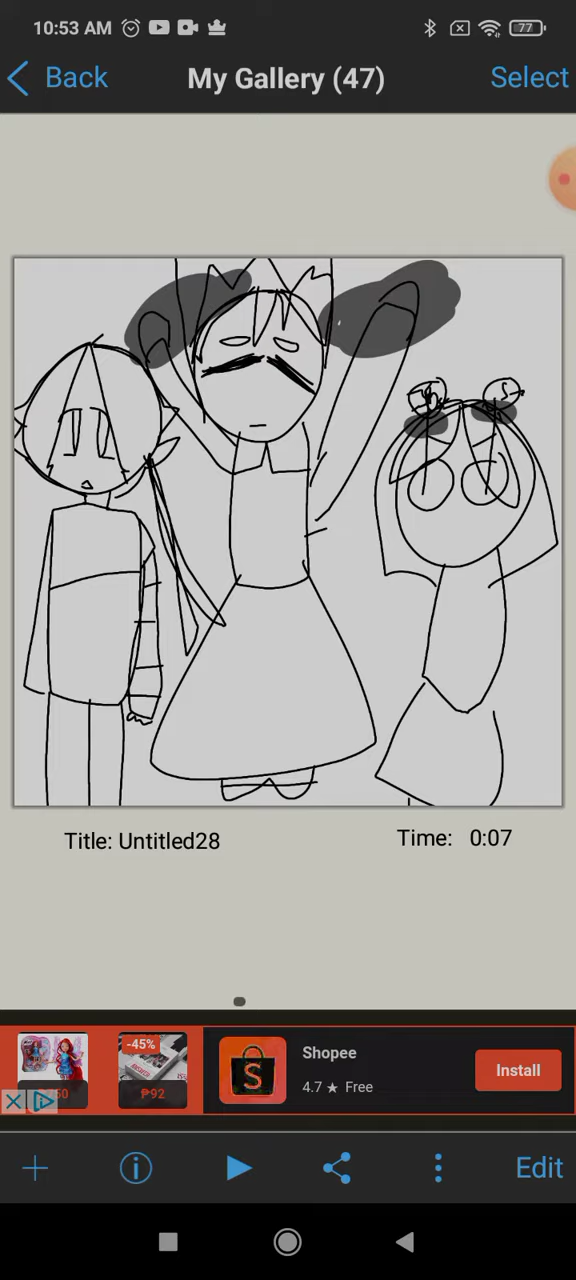 10:53 AM
77
Back
My Gallery (47)
Select
Title: Untitled28
Time: 0:07
-45%
₱92
Shopee
4.7 ★ Free
Install
Edit